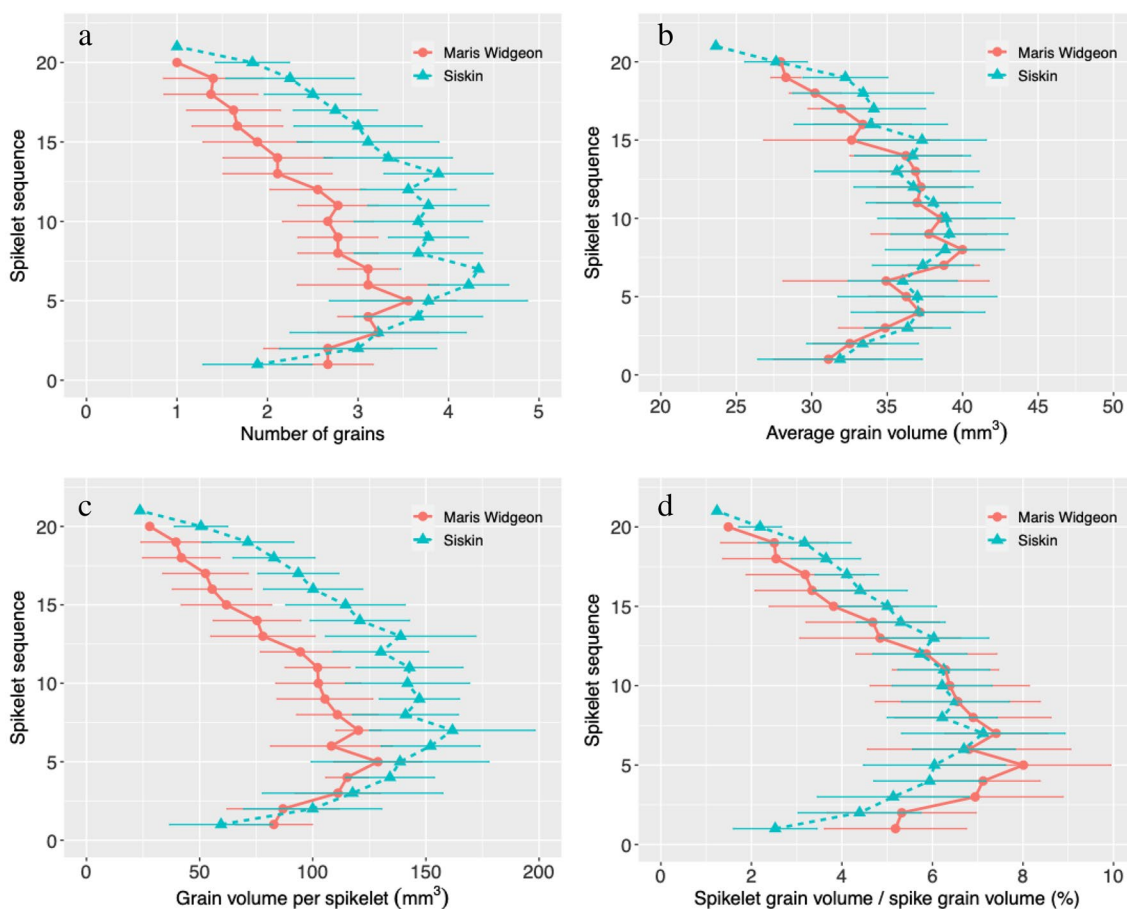 a
Maris Widgeon
Siskin
Spikelet sequence
20
15
10
5
0
0 1 2 3 4 5
Number of grains
b
Maris Widgeon
Siskin
Spikelet sequence
20
15
10
5
0
20 25 30 35 40 45 50
Average grain volume (mm³)
c
Maris Widgeon
Siskin
Spikelet sequence
20
15
10
5
0
0 50 100 150 200
Grain volume per spikelet (mm³)
d
Maris Widgeon
Siskin
Spikelet sequence
20
15
10
5
0
2 4 6 8 10
Spikelet grain volume / spike grain volume (%)